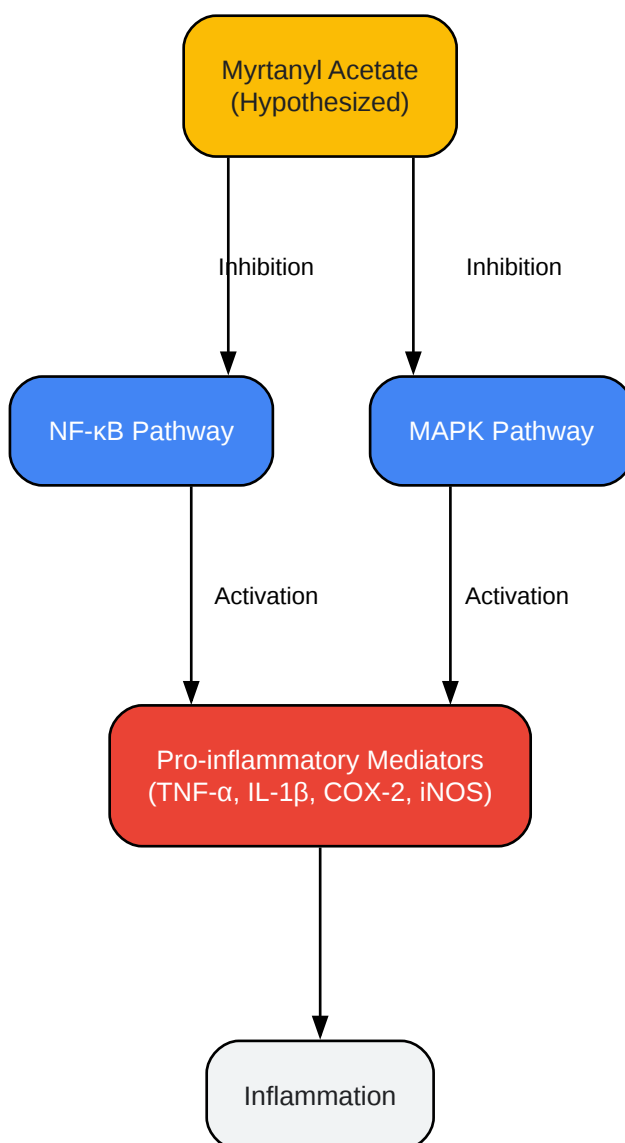 Myrtanyl Acetate
(Hypothesized)
Inhibition
Inhibition
NF-κB Pathway
MAPK Pathway
Activation
Activation
Pro-inflammatory Mediators
(TNF-α, IL-1β, COX-2, iNOS)
Inflammation